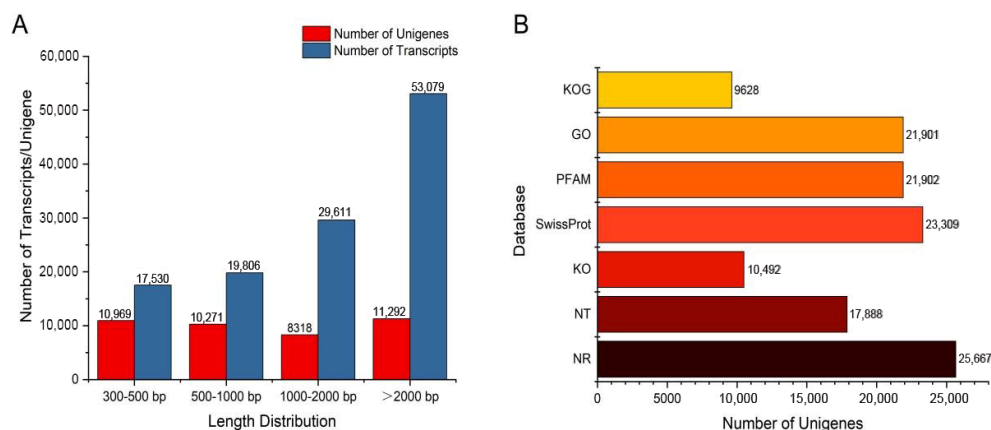 A
Number of Unigenes
Number of Transcripts
60,000
50,000
40,000
30,000
20,000
10,000
0
Number of Transcripts/Unigene
10,969
17,530
10,271
19,806
8318
29,611
11,292
53,079
300-500 bp
500-1000 bp
1000-2000 bp
>2000 bp
Length Distribution
B
Database
KOG
9628
GO
21,901
PFAM
21,902
SwissProt
23,309
KO
10,492
NT
17,888
NR
25,667
0
5000
10,000
15,000
20,000
25,000
Number of Unigenes